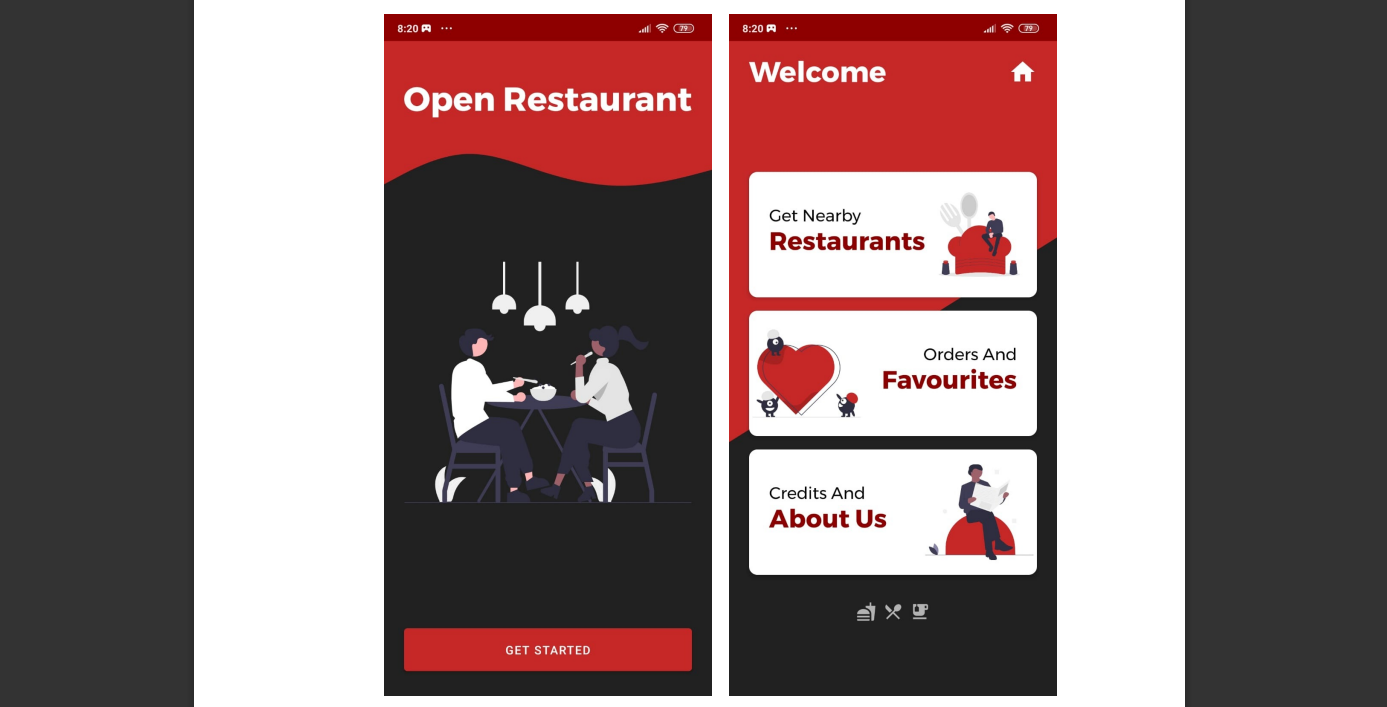 8:20 ...
79
Open Restaurant
GET STARTED
8:20 ...
79
Welcome
Get Nearby
Restaurants
Orders And
Favourites
Credits And
About Us